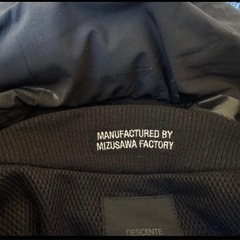 MANUFACTURED BY
MIZUSAWA FACTORY
DESCENTE